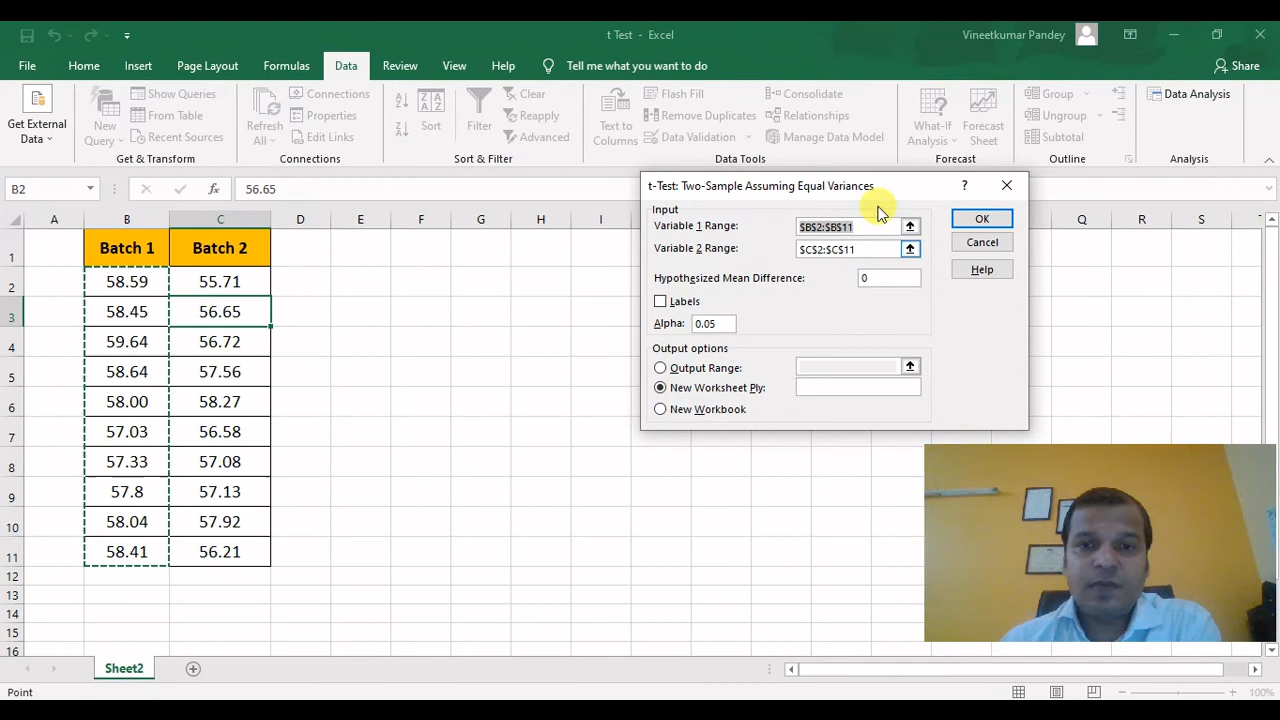 t Test - Excel
Vineetkumar Pandey
File Home Insert Page Layout Formulas Data Review View Help Tell me what you want to do Share
Get External Data
New Query
Show Queries
From Table
Recent Sources
Get & Transform
Refresh All
Connections
Properties
Edit Links
Connections
Sort
Filter
Clear
Reapply
Advanced
Sort & Filter
Text to Columns
Flash Fill
Remove Duplicates
Data Validation
Consolidate
Relationships
Manage Data Model
Data Tools
What-If Analysis
Forecast Sheet
Forecast
Group
Ungroup
Subtotal
Outline
Data Analysis
Analysis
B2 fx 56.65
A B C D E F G H I Q R S
1 Batch 1 Batch 2
2 58.59 55.71
3 58.45 56.65
4 59.64 56.72
5 58.64 57.56
6 58.00 58.27
7 57.03 56.58
8 57.33 57.08
9 57.8 57.13
10 58.04 57.92
11 58.41 56.21
12
13
14
15
16
t-Test: Two-Sample Assuming Equal Variances ?
Input
Variable 1 Range: $B$2:$B$11
Variable 2 Range: $C$2:$C$11
Hypothesized Mean Difference: 0
Labels
Alpha: 0.05
Output options
Output Range:
New Worksheet Ply:
New Workbook
OK
Cancel
Help
Sheet2
Point
100%